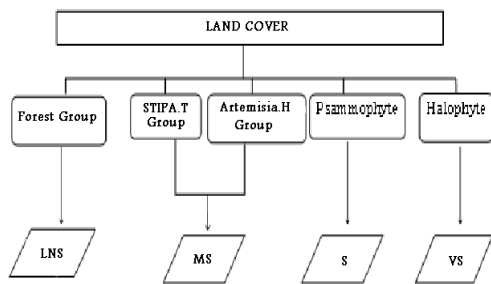 LAND COVER
Forest Group
STIPA.T
Group
Artemisia.H
Group
Psammophyte
Halophyte
LNS
MS
S
VS